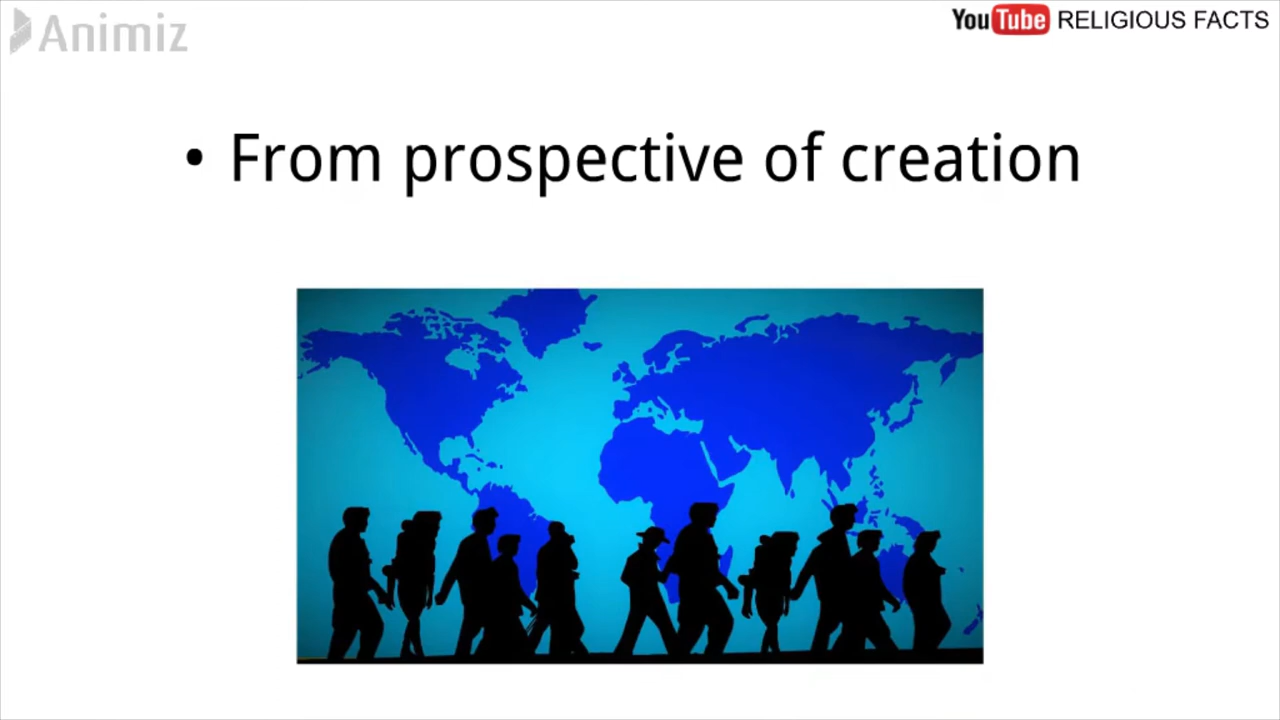 Animiz
YouTube RELIGIOUS FACTS
• From prospective of creation